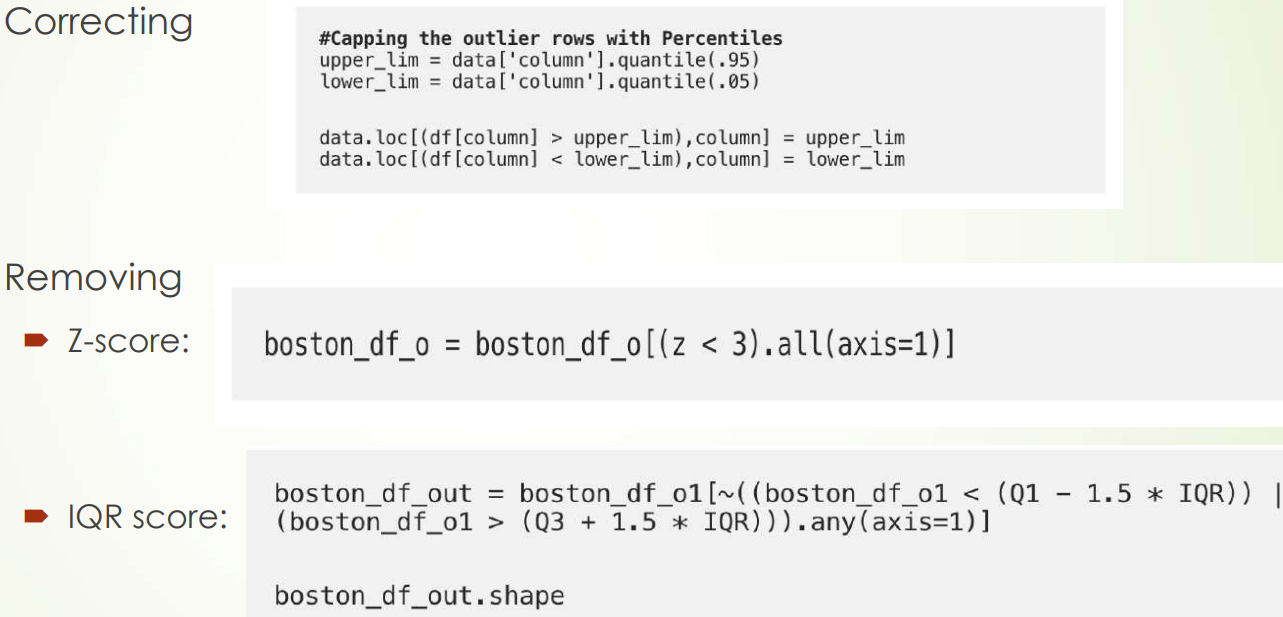 Correcting
#Capping the outlier rows with Percentiles
upper_lim = data['column'].quantile(.95)
lower_lim = data['column'].quantile(.05)
data.loc[(df[column] > upper_lim),column] = upper_lim
data.loc[(df[column] < lower_lim),column] = lower_lim
Removing
Z-score:
boston_df_o = boston_df_o[(z < 3).all(axis=1)]
IQR score:
boston_df_out = boston_df_o1[~((boston_df_o1 < (Q1 - 1.5 * IQR)) |
(boston_df_o1 > (Q3 + 1.5 * IQR))).any(axis=1)]
boston_df_out.shape